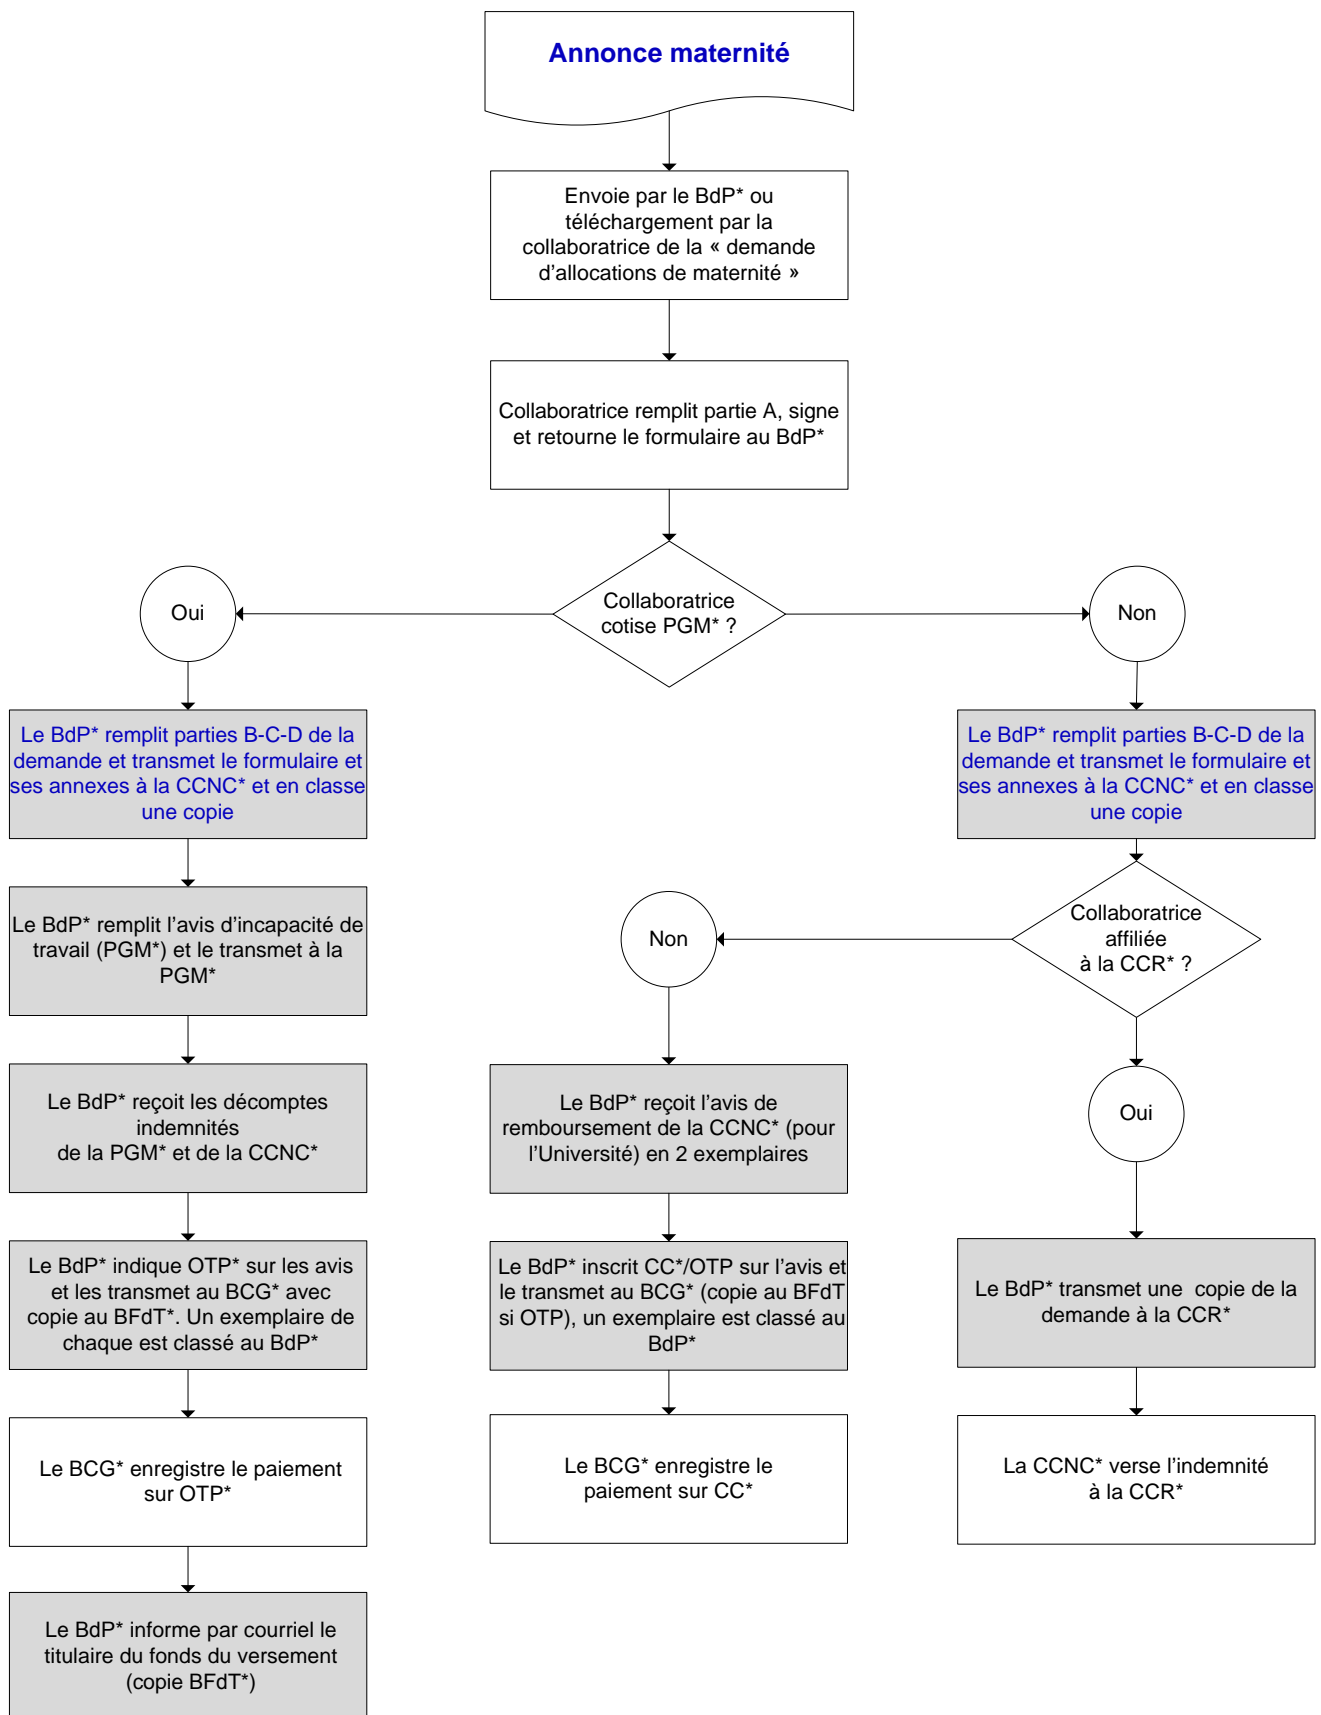 Annonce maternité
Envoie par le BdP* ou
téléchargement par la
collaboratrice de la « demande
d’allocations de maternité »
Collaboratrice remplit partie A, signe
et retourne le formulaire au BdP*
Collaboratrice
cotise PGM* ?
Oui
Non
Le BdP* remplit parties B-C-D de la
demande et transmet le formulaire et
ses annexes à la CCNC* et en classe
une copie
Le BdP* remplit l’avis d’incapacité de
travail (PGM*) et le transmet à la
PGM*
Le BdP* reçoit les décomptes
indemnités
de la PGM* et de la CCNC*
Le BdP* indique OTP* sur les avis
et les transmet au BCG* avec
copie au BFdT*. Un exemplaire de
chaque est classé au BdP*
Le BCG* enregistre le paiement
sur OTP*
Le BdP* informe par courriel le
titulaire du fonds du versement
(copie BFdT*)
Le BdP* remplit parties B-C-D de la
demande et transmet le formulaire et
ses annexes à la CCNC* et en classe
une copie
Collaboratrice
affiliée
à la CCR* ?
Non
Le BdP* reçoit l’avis de
remboursement de la CCNC* (pour
l’Université) en 2 exemplaires
Le BdP* inscrit CC*/OTP sur l’avis et
le transmet au BCG* (copie au BFdT
si OTP), un exemplaire est classé au
BdP*
Le BCG* enregistre le
paiement sur CC*
Oui
Le BdP* transmet une  copie de la
demande à la CCR*
La CCNC* verse l’indemnité
à la CCR*